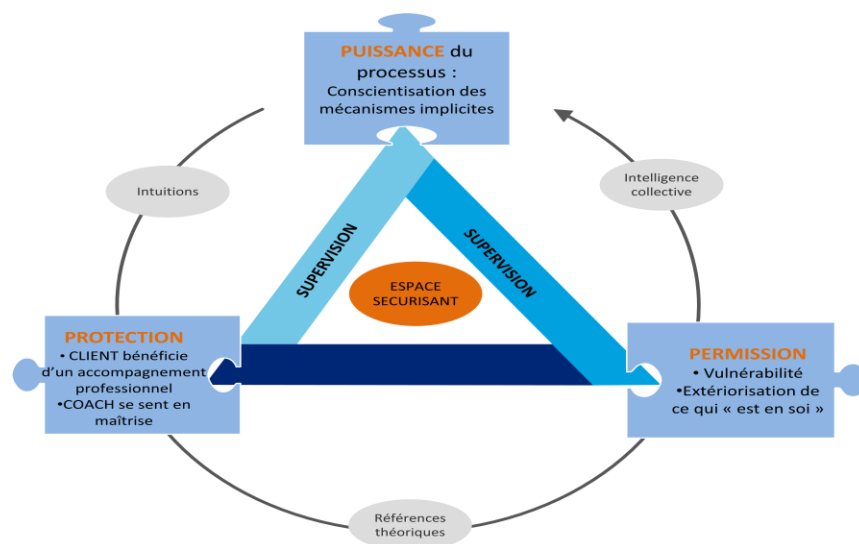 PUISSANCE du
processus :
Conscientisation des
mécanismes implicites
Intuitions
Intelligence
collective
SUPERVISION
SUPERVISION
ESPACE
SECURISANT
PROTECTION
• CLIENT bénéficie
d'un accompagnement
professionnel
•COACH se sent en
maîtrise
PERMISSION
• Vulnérabilité
•Extériorisation de
ce qui « est en soi »
Références
théoriques